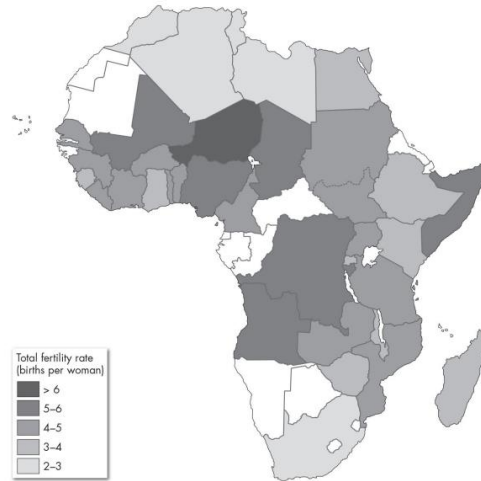 Total fertility rate
(births per woman)
> 6
5–6
4–5
3–4
2–3